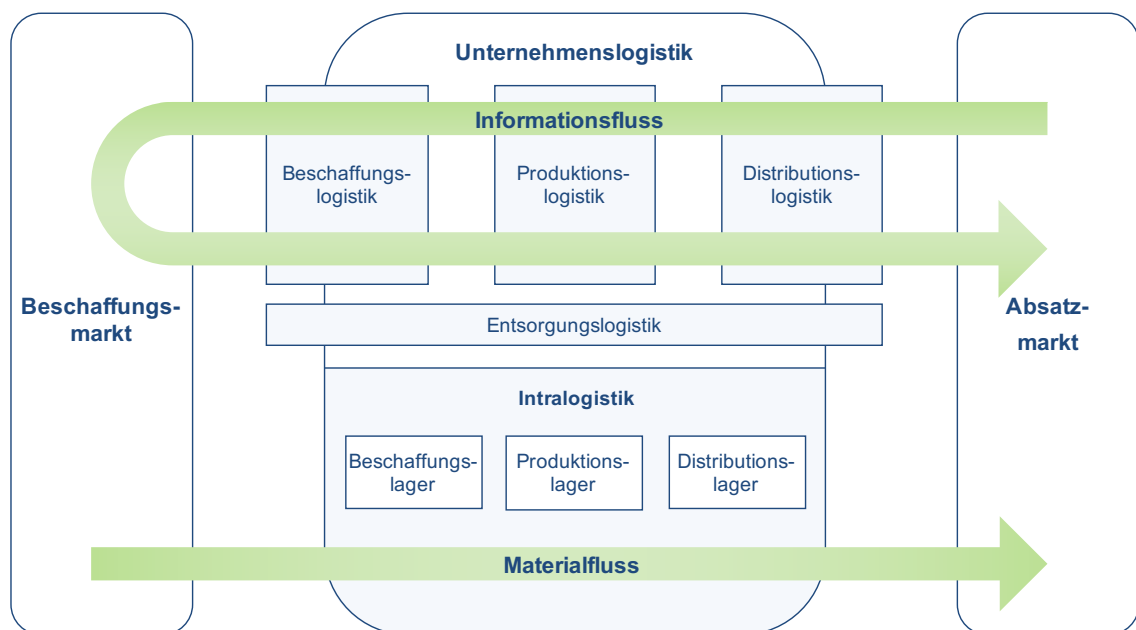 Unternehmenslogistik
Informationsfluss
Beschaffungs-
logistik
Produktions-
logistik
Distributions-
logistik
Beschaffungs-
markt
Entsorgungslogistik
Absatz-
markt
Intralogistik
Beschaffungs-
lager
Produktions-
lager
Distributions-
lager
Materialfluss